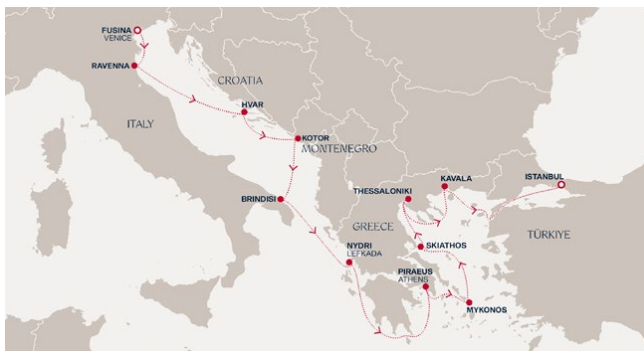 FUSINA
VENICE
RAVENNA
CROATIA
HVAR
ITALY
KOTOR
MONTENEGRO
BRINDISI
THESSALONIKI
KAVALA
ISTANBUL
GREECE
TÜRKIYE
NYDRI
LEFKADA
SKIATHOS
PIRAEUS
ATHENS
MYKONOS